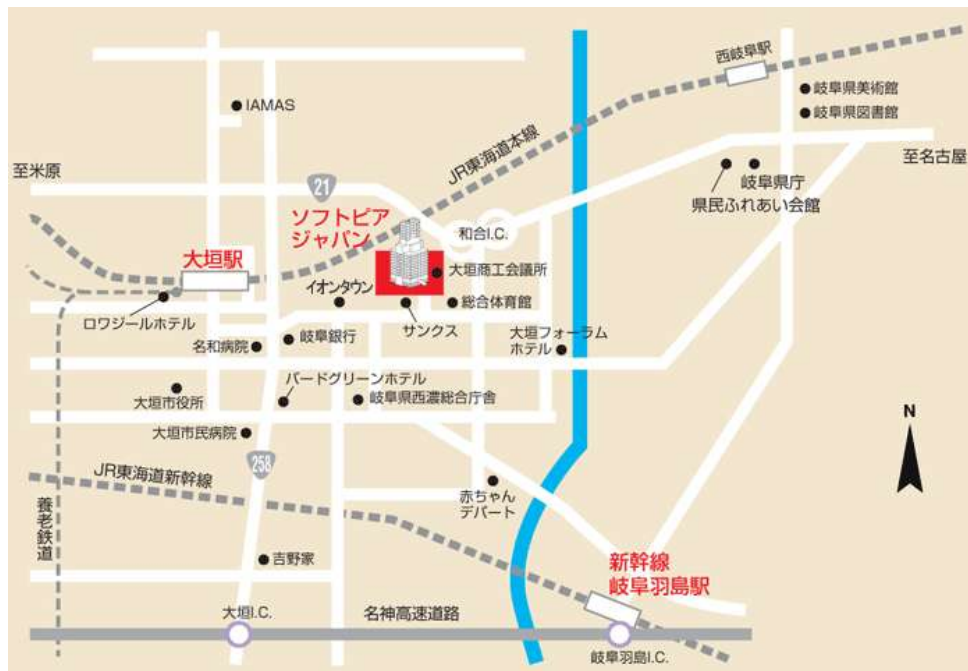 西岐阜駅
岐阜県美術館
岐阜県図書館
IAMAS
JR東海道本線
至名古屋
至米原
岐阜県庁
県民ふれあい会館
21
ソフトピア
ジャパン
和合I.C.
大垣駅
大垣商工会議所
イオンタウン
総合体育館
サンクス
ロワジールホテル
大垣フォーラム
ホテル
岐阜銀行
名和病院
バードグリーンホテル
岐阜県西濃総合庁舎
大垣市役所
N
大垣市民病院
258
JR東海道新幹線
赤ちゃん
デパート
養老鉄道
吉野家
新幹線
岐阜羽島駅
大垣I.C.
名神高速道路
岐阜羽島I.C.